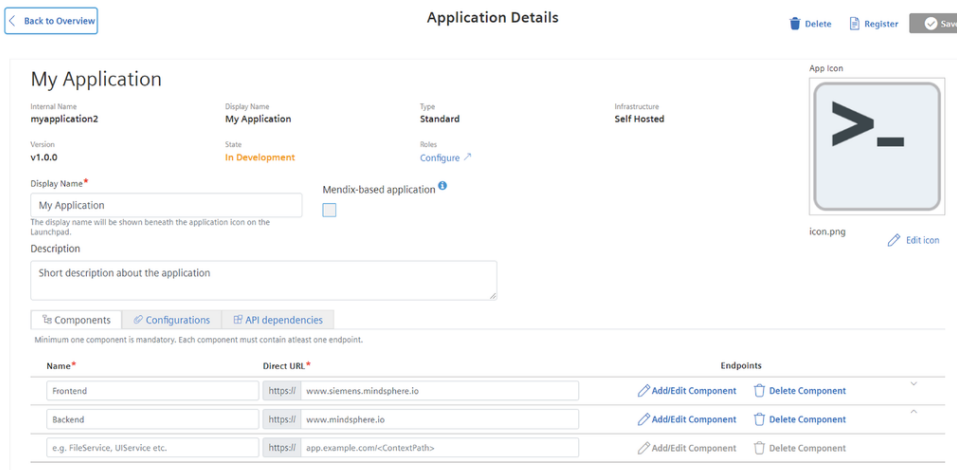 Back to Overview
Application Details
Delete
Register
Save
My Application
App Icon
Internal Name
Display Name
Type
Infrastructure
myapplication2
My Application
Standard
Self Hosted
Version
State
Roles
v1.0.0
In Development
Configure
>_
Display Name*
Mendix-based application
My Application
The display name will be shown beneath the application icon on the
Launchpad.
icon.png
Edit icon
Description
Short description about the application
Components
Configurations
API dependencies
Minimum one component is mandatory. Each component must contain atleast one endpoint.
Name*
Direct URL*
Endpoints
Frontend
https://
www.siemens.mindsphere.io
Add/Edit Component
Delete Component
Backend
https://
www.mindsphere.io
Add/Edit Component
Delete Component
e.g. FileService, UIService etc.
https://
app.example.com/<ContextPath>
Add/Edit Component
Delete Component